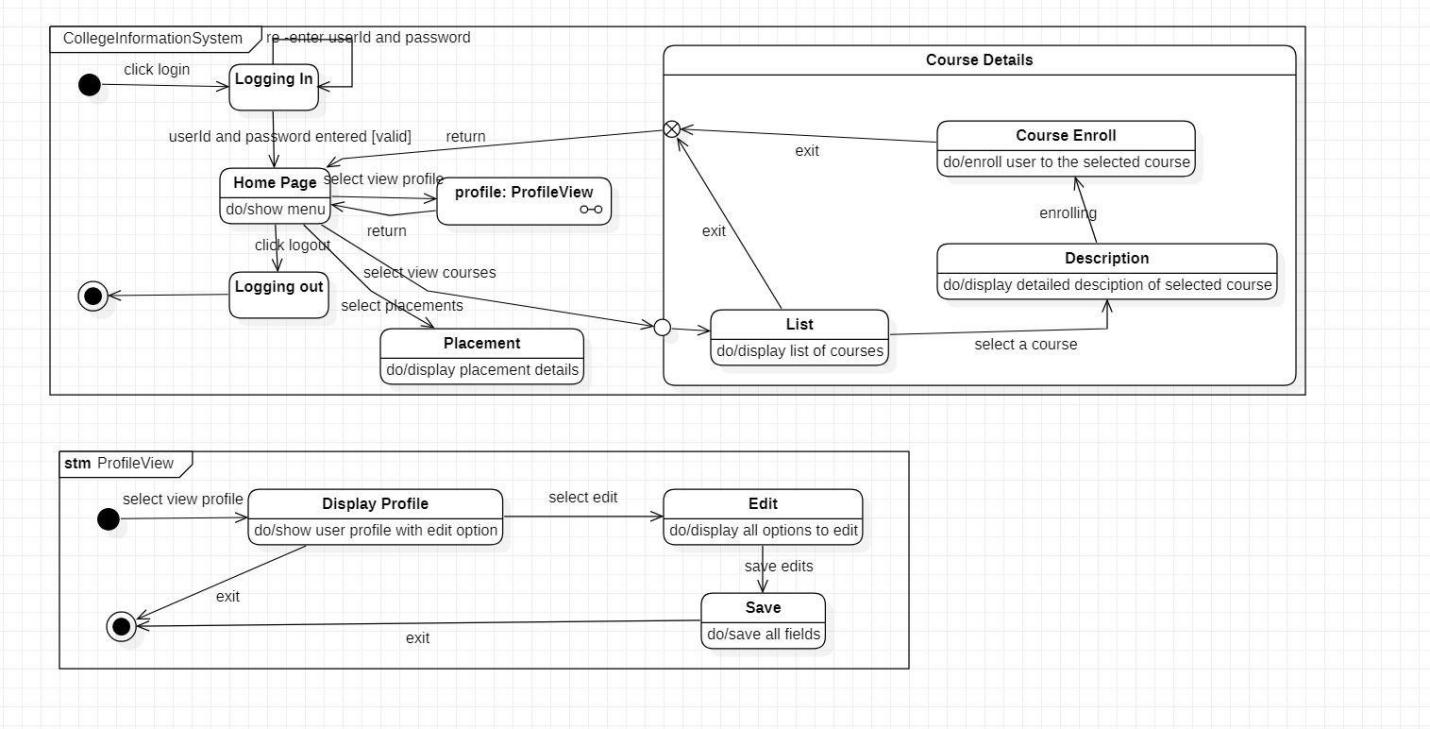 CollegeInformationSystem
re -enter userId and password
click login
Logging In
Course Details
userId and password entered [valid]
return
exit
Course Enroll
do/enroll user to the selected course
Home Page
do/show menu
select view profile
profile: ProfileView
return
enrolling
exit
click logout
Description
do/display detailed desciption of selected course
select view courses
Logging out
select placements
List
do/display list of courses
select a course
Placement
do/display placement details
stm ProfileView
select view profile
Display Profile
do/show user profile with edit option
select edit
Edit
do/display all options to edit
save edits
exit
Save
do/save all fields
exit